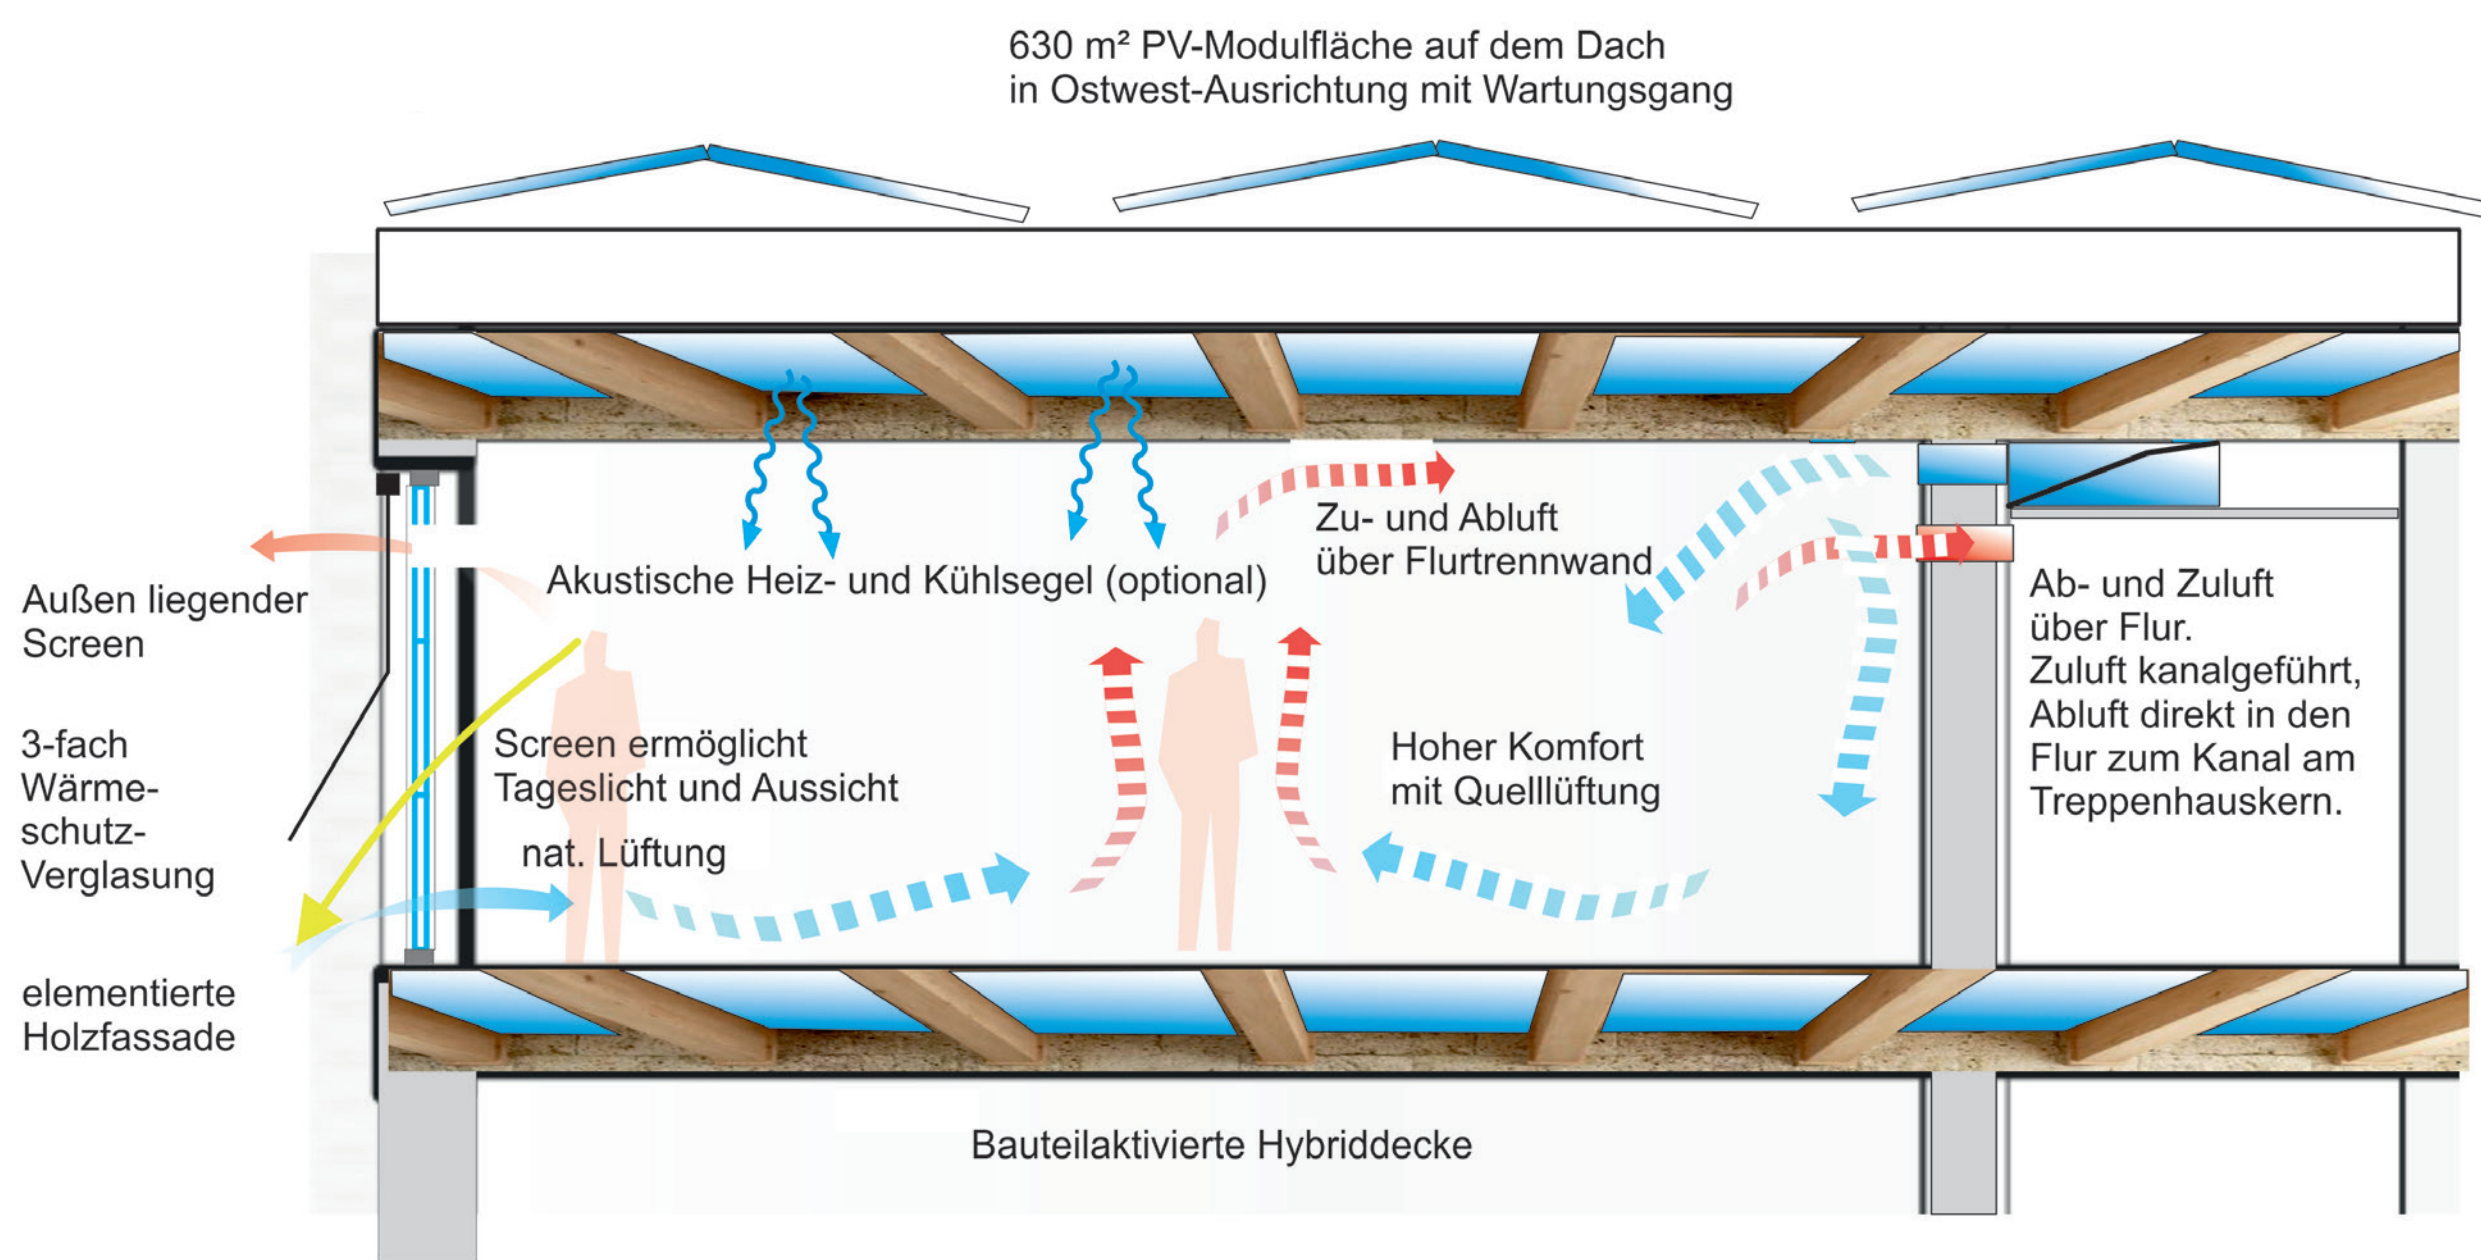 630 m² PV-Modulfläche auf dem Dach
in Ostwest-Ausrichtung mit Wartungsgang
Außen liegender
Screen
3-fach
Wärme-
schutz-
Verglasung
elementierte
Holzfassade
Akustische Heiz- und Kühlsegel (optional)
Screen ermöglicht
Tageslicht und Aussicht
nat. Lüftung
Zu- und Abluft
über Flurtrennwand
Hoher Komfort
mit Quelllüftung
Ab- und Zuluft
über Flur.
Zuluft kanalgeführt,
Abluft direkt in den
Flur zum Kanal am
Treppenhauskern.
Bauteilaktivierte Hybriddecke